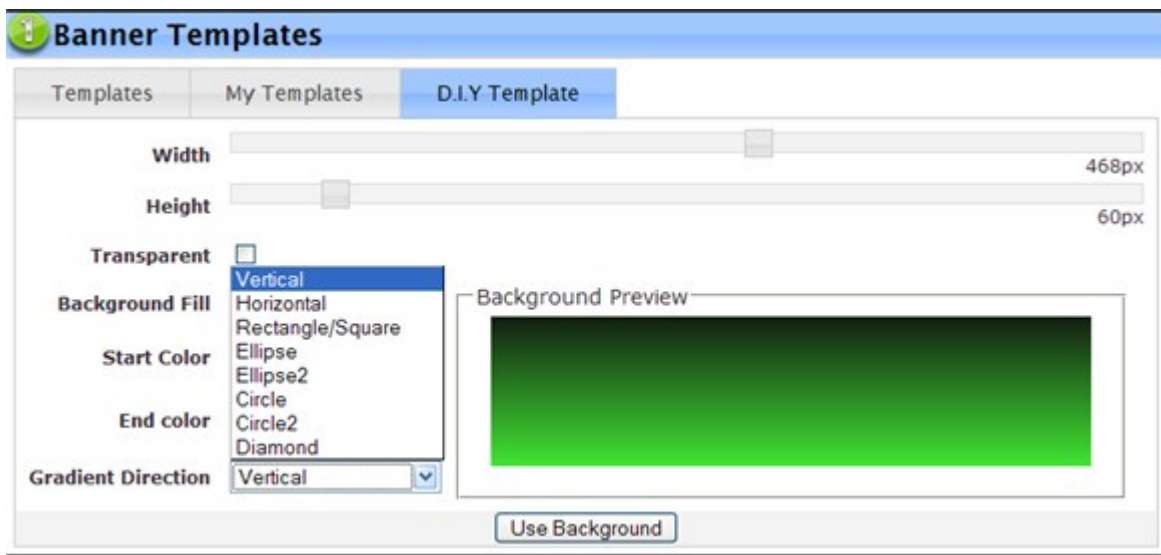 1 Banner Templates
Templates My Templates D.I.Y Template
Width
468px
Height
60px
Transparent
Background Fill
Start Color
End color
Gradient Direction
Vertical
Horizontal
Rectangle/Square
Ellipse
Ellipse2
Circle
Circle2
Diamond
Vertical
Background Preview
Use Background